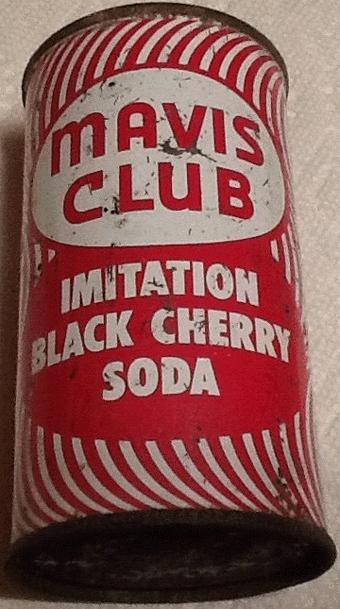 MAVIS
CLUB
IMITATION
BLACK CHERRY
SODA